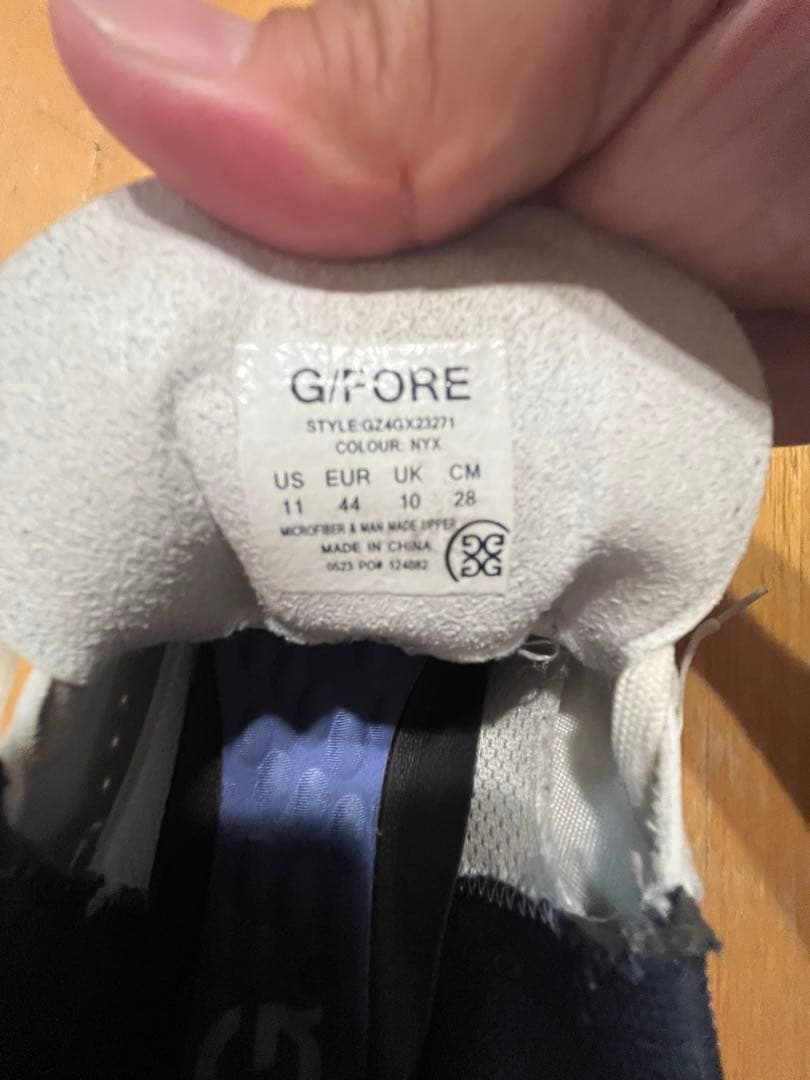 G/FORE
STYLE:GZ4GX23271
COLOUR: NYX
US EUR UK CM
11 44 10 28
MICROFIBER & MAN MADE UPPER
MADE IN CHINA
0523 PO# 124082
G